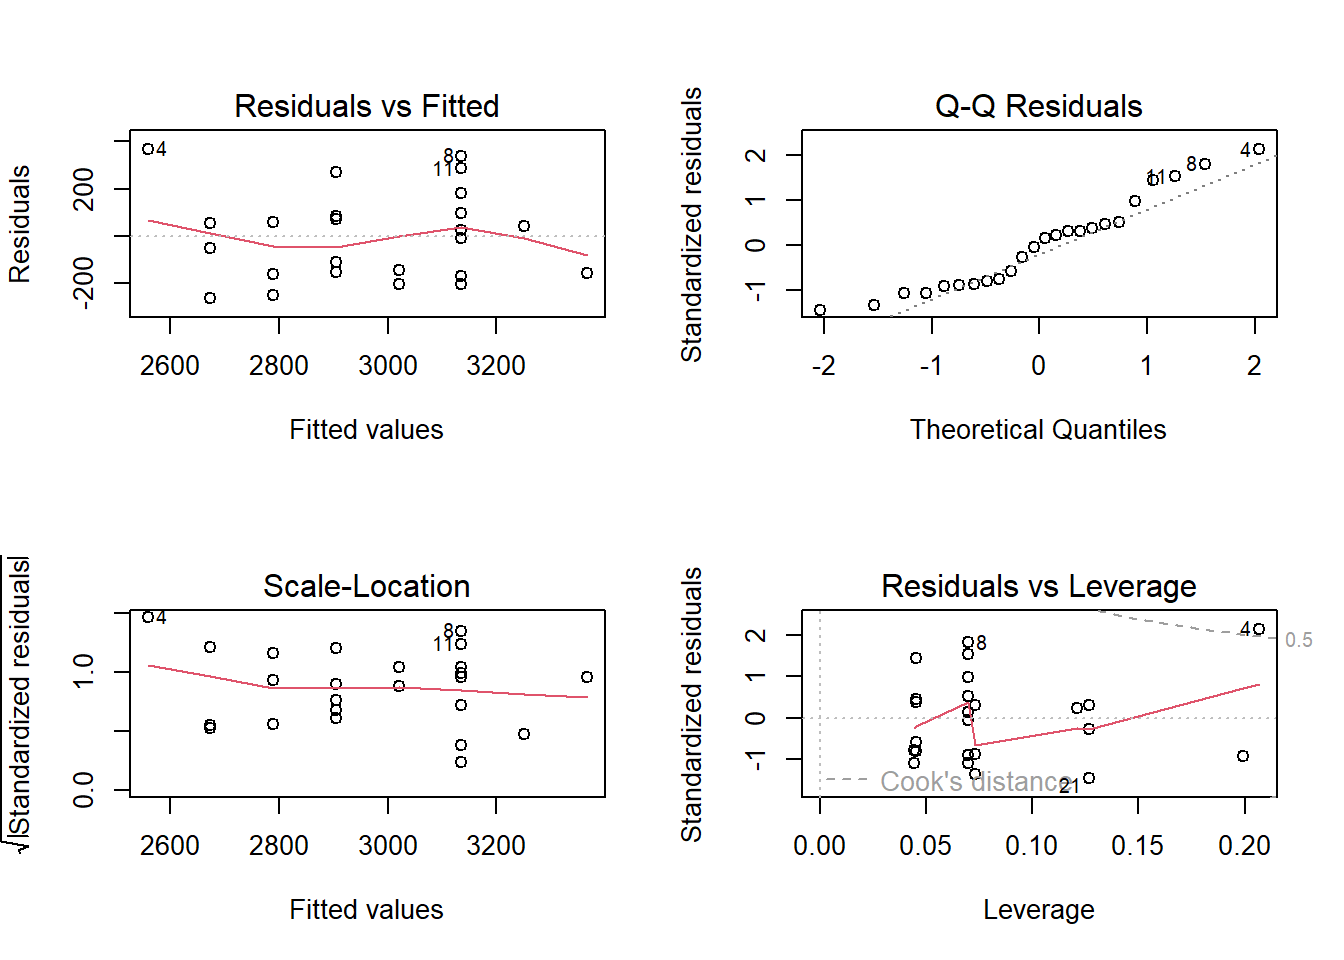 Residuals vs Fitted
Residuals
200
-200
4
8
11
2600 2800 3000 3200
Fitted values
Q-Q Residuals
Standardized residuals
2
1
0
-1
11
8
4
-2 -1 0 1 2
Theoretical Quantiles
Scale-Location
√|Standardized residuals|
1.0
0.0
4
8
11
2600 2800 3000 3200
Fitted values
Residuals vs Leverage
Standardized residuals
2
1
0
-1
8
4
0.5
Cook's distance
21
0.00 0.05 0.10 0.15 0.20
Leverage